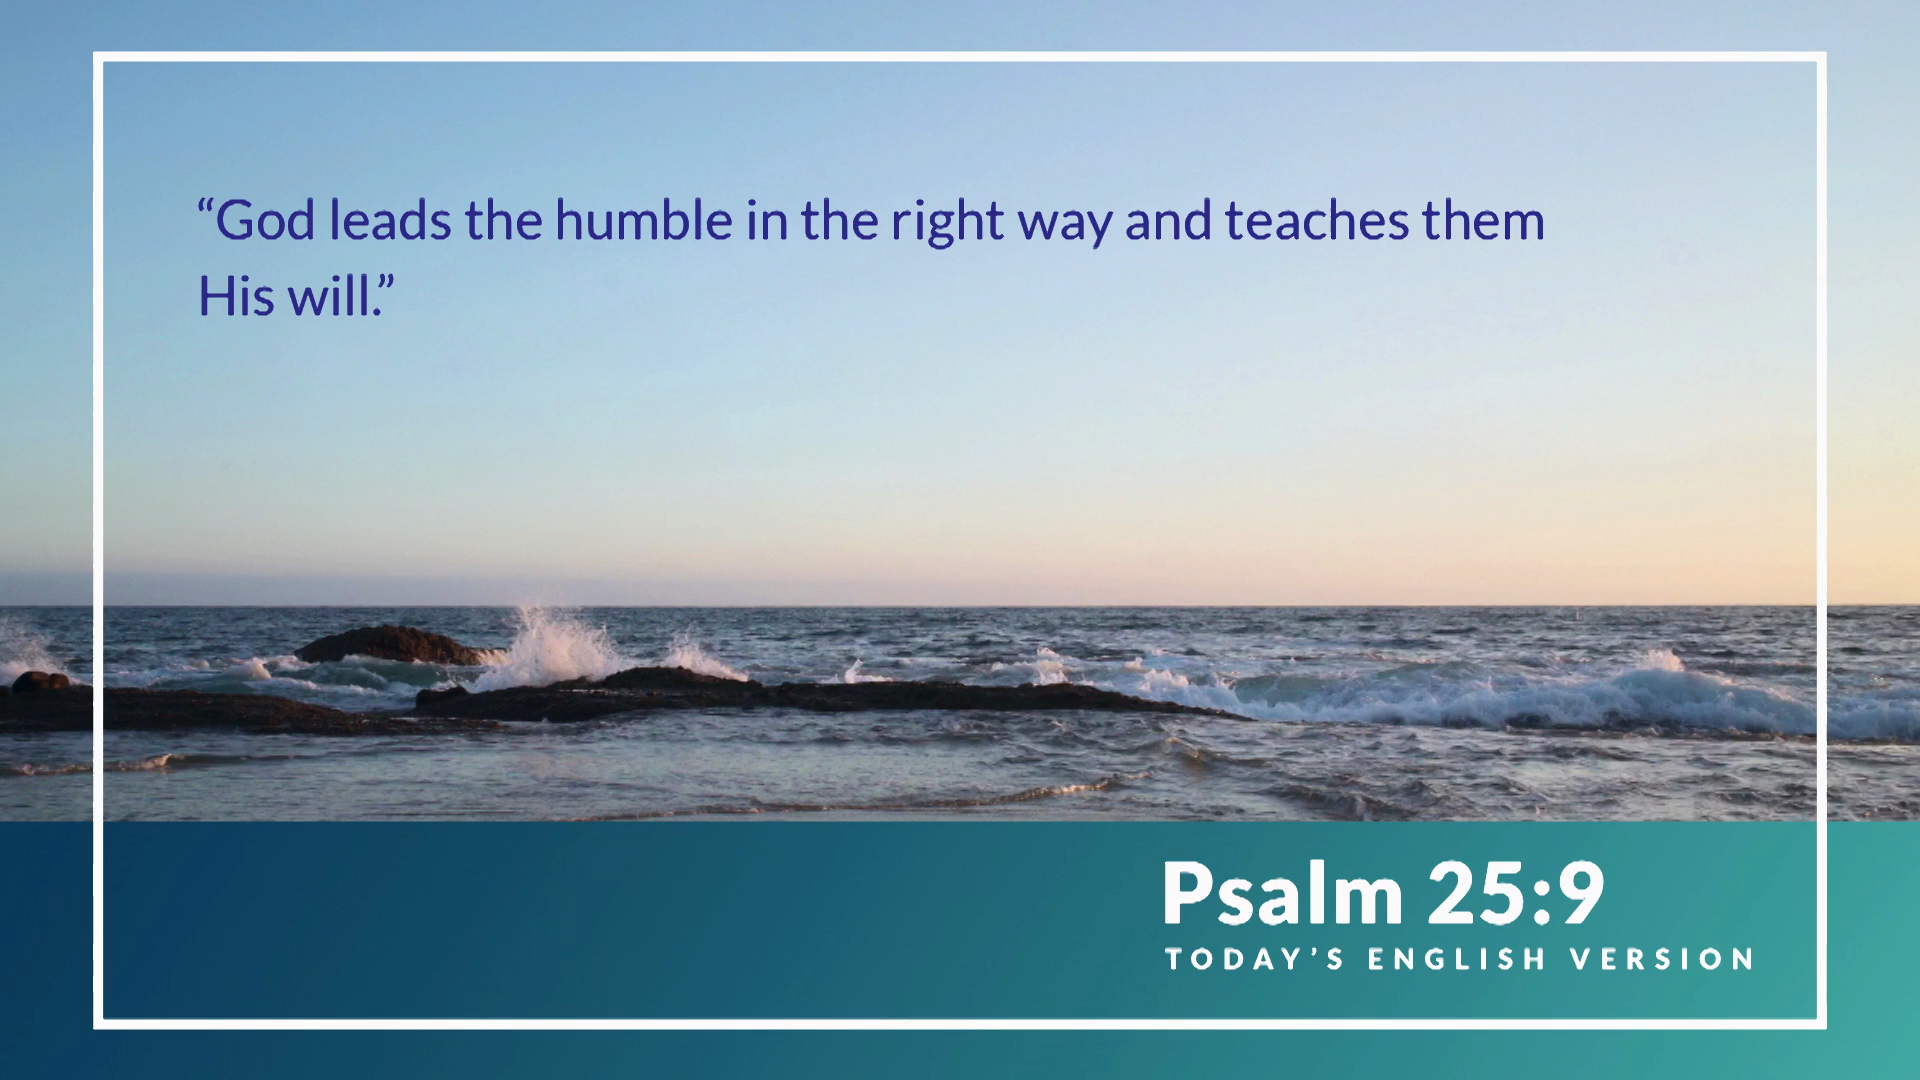 “God leads the humble in the right way and teaches them
His will.”
Psalm 25:9
TODAY’S ENGLISH VERSION